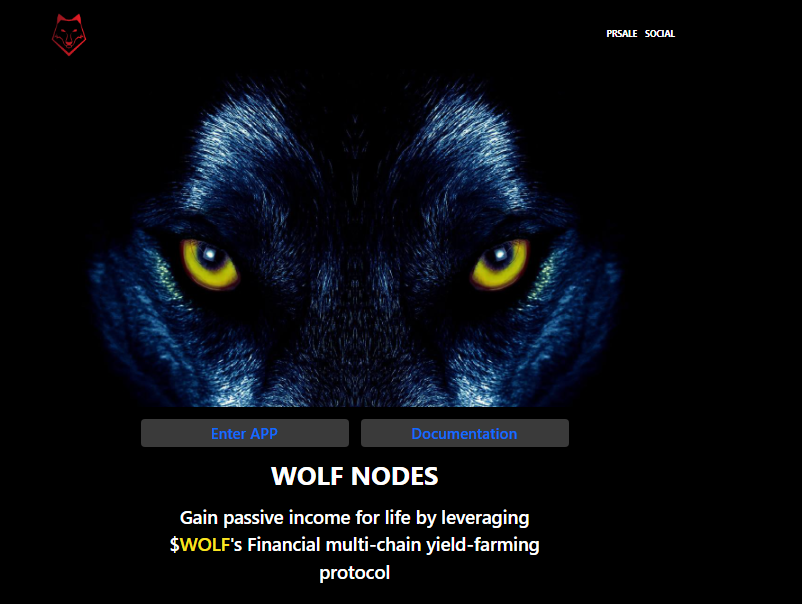 PRSALE SOCIAL
Enter APP
Documentation
WOLF NODES
Gain passive income for life by leveraging
$WOLF's Financial multi-chain yield-farming
protocol